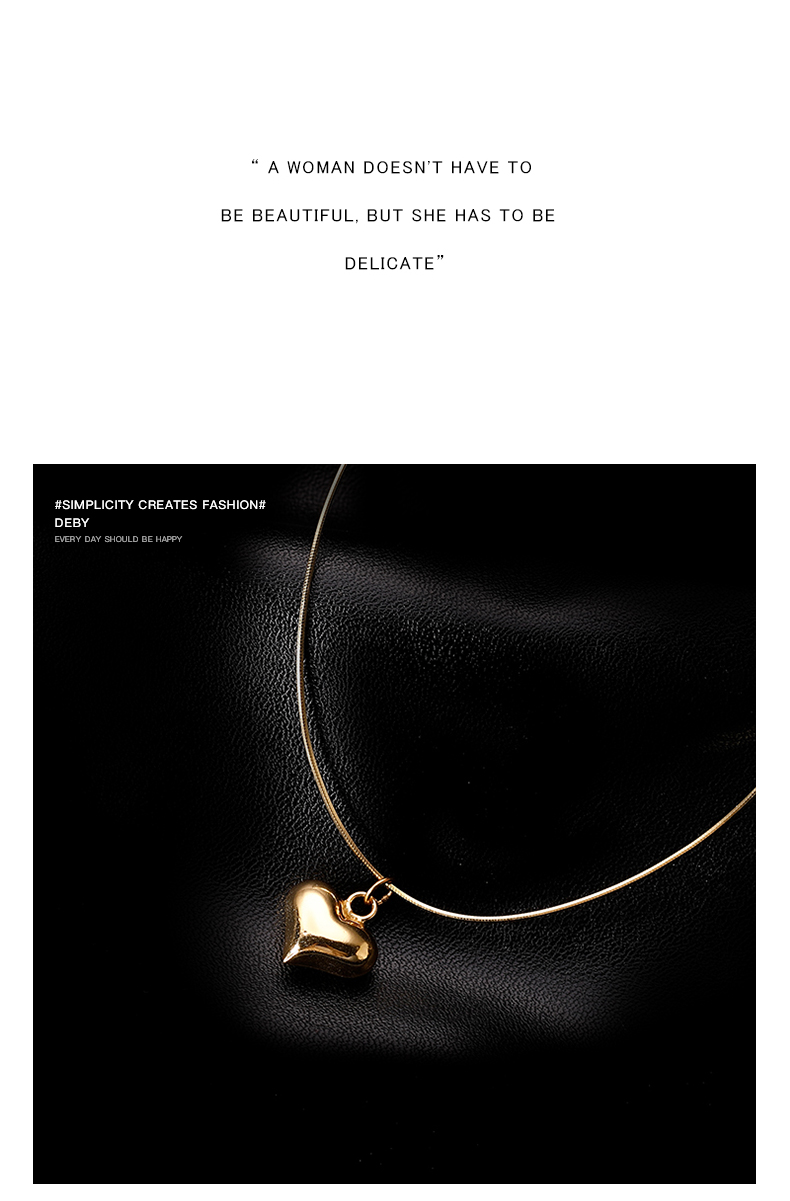 “ A WOMAN DOESN’T HAVE TO
BE BEAUTIFUL, BUT SHE HAS TO BE
DELICATE”
#SIMPLICITY CREATES FASHION#
DEBY
EVERY DAY SHOULD BE HAPPY